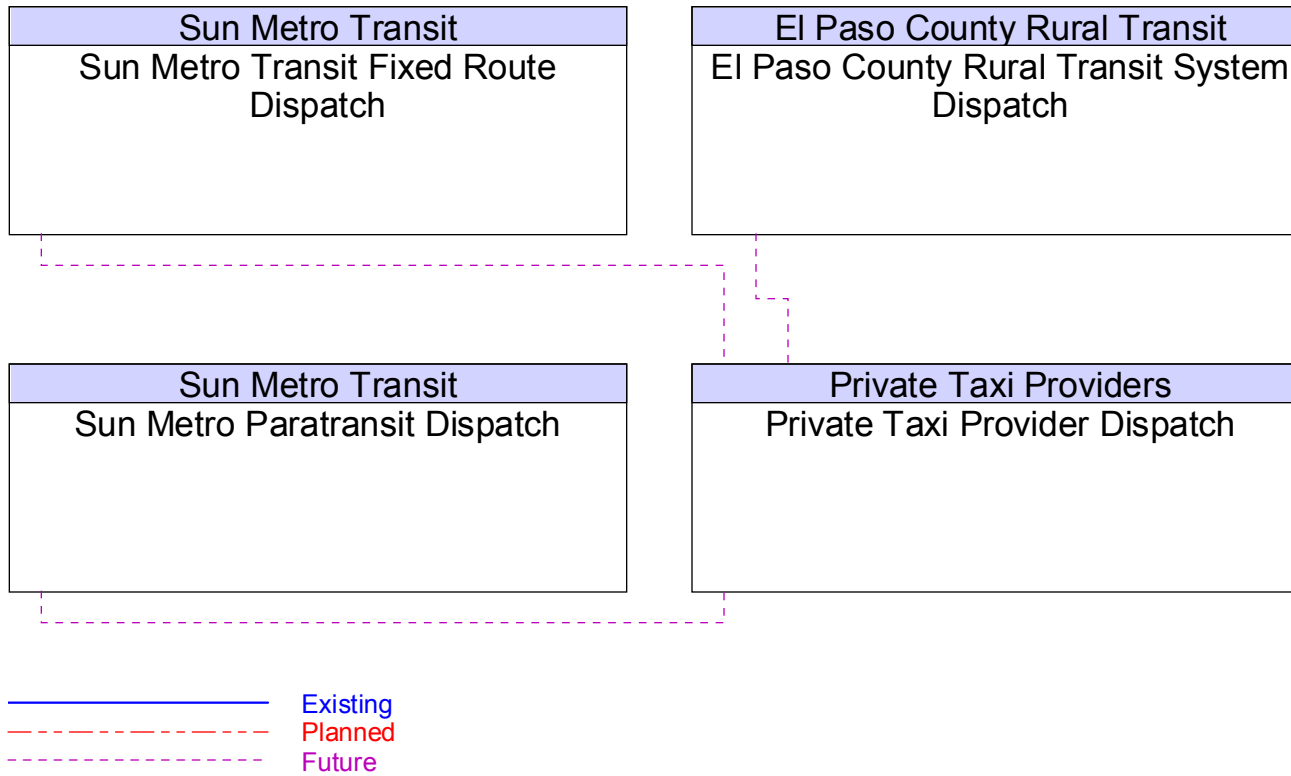 Sun Metro Transit
Sun Metro Transit Fixed Route
Dispatch
El Paso County Rural Transit
El Paso County Rural Transit System
Dispatch
Sun Metro Transit
Sun Metro Paratransit Dispatch
Private Taxi Providers
Private Taxi Provider Dispatch
Existing
Planned
Future